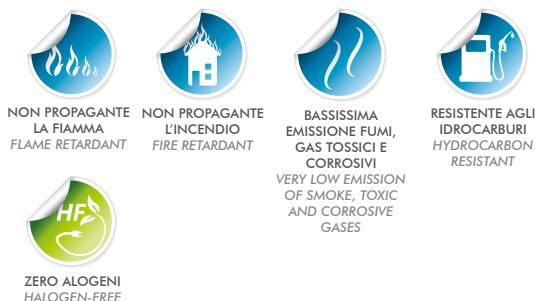 NON PROPAGANTE
LA FIAMMA
FLAME RETARDANT
NON PROPAGANTE
L'INCENDIO
FIRE RETARDANT
BASSISSIMA
EMISSIONE FUMI,
GAS TOSSICI E
CORROSIVI
VERY LOW EMISSION
OF SMOKE, TOXIC
AND CORROSIVE
GASES
RESISTENTE AGLI
IDROCARBURI
HYDROCARBON
RESISTANT
HF
ZERO ALOGENI
HALOGEN-FREE